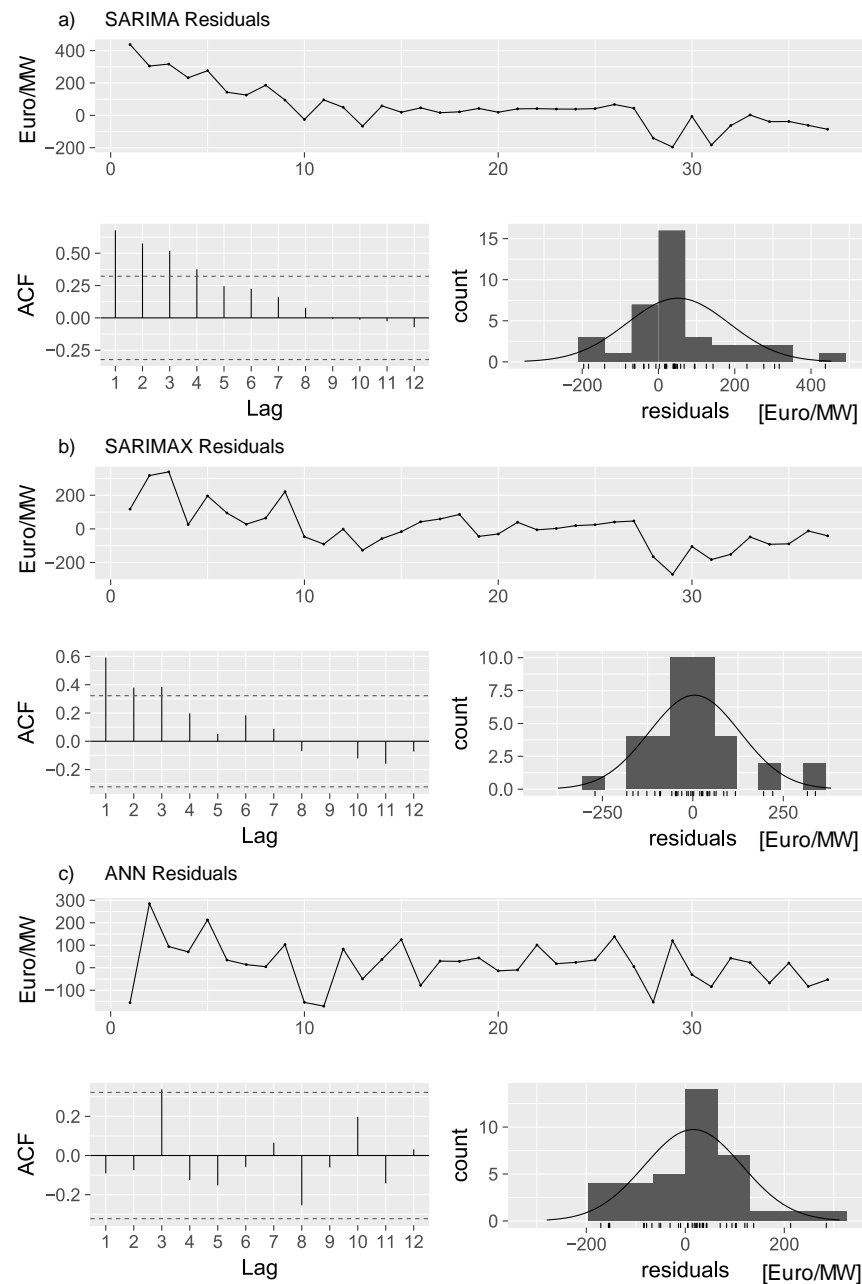 a) SARIMA Residuals
Euro/MW
400
200
0
−200
0 10 20 30
ACF
0.50
0.25
0.00
−0.25
1 2 3 4 5 6 7 8 9 10 11 12
Lag
count
15
10
5
0
−200 0 200 400
residuals [Euro/MW]
b) SARIMAX Residuals
Euro/MW
200
0
−200
0 10 20 30
ACF
0.6
0.4
0.2
0.0
−0.2
1 2 3 4 5 6 7 8 9 10 11 12
Lag
count
10.0
7.5
5.0
2.5
0.0
−250 0 250
residuals [Euro/MW]
c) ANN Residuals
Euro/MW
300
200
100
0
−100
0 10 20 30
ACF
0.2
0.0
−0.2
1 2 3 4 5 6 7 8 9 10 11 12
Lag
count
10
5
0
−200 0 200
residuals [Euro/MW]